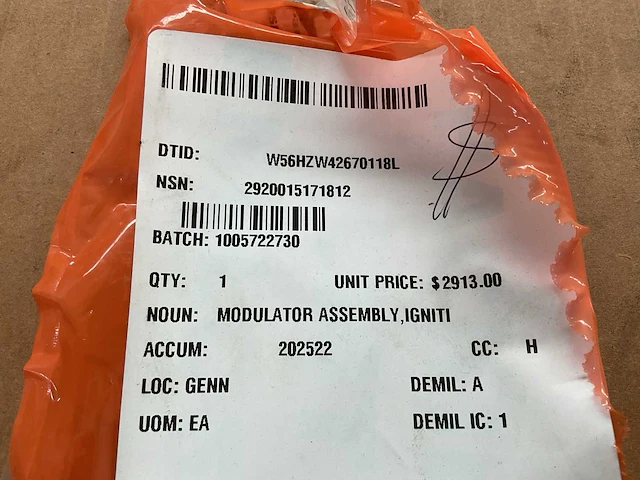 DTID: W56HZW42670118L
NSN: 2920015171812
BATCH: 1005722730
QTY: 1 UNIT PRICE: $2913.00
NOUN: MODULATOR ASSEMBLY,IGNITI
ACCUM: 202522 CC: H
LOC: GENN DEMIL: A
UOM: EA DEMIL IC: 1